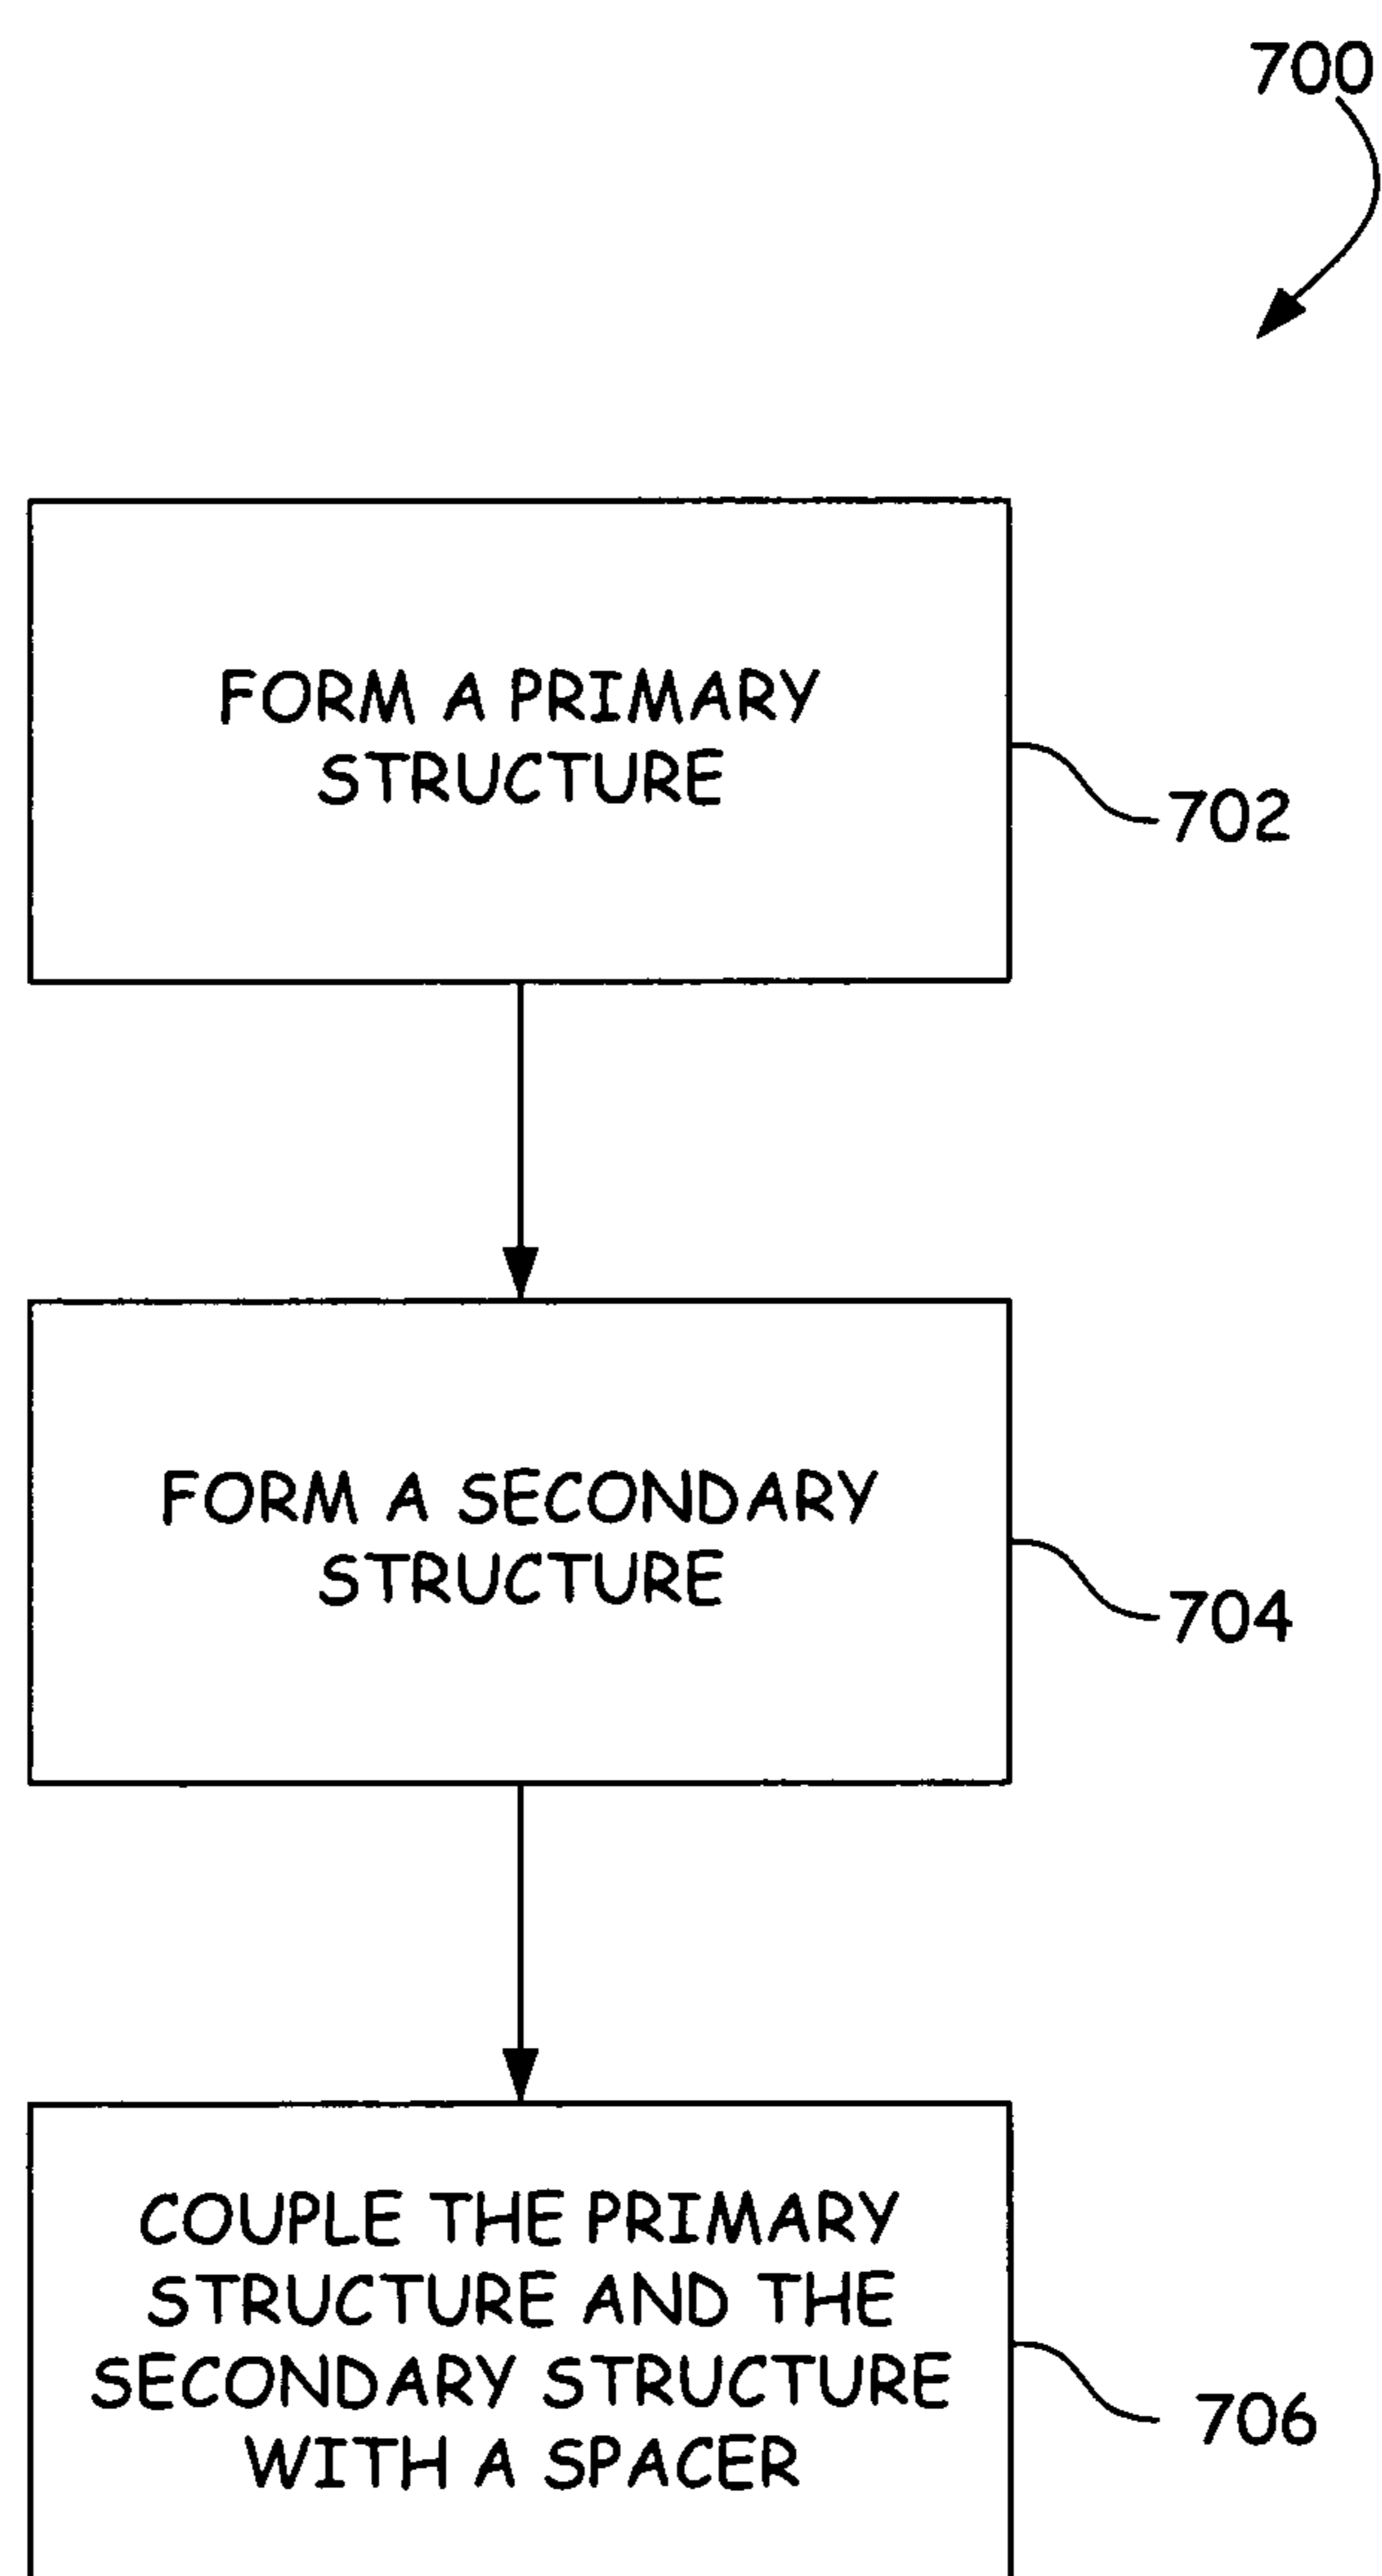 700
FORM A PRIMARY
STRUCTURE
702
FORM A SECONDARY
STRUCTURE
704
COUPLE THE PRIMARY
STRUCTURE AND THE
SECONDARY STRUCTURE
WITH A SPACER
706